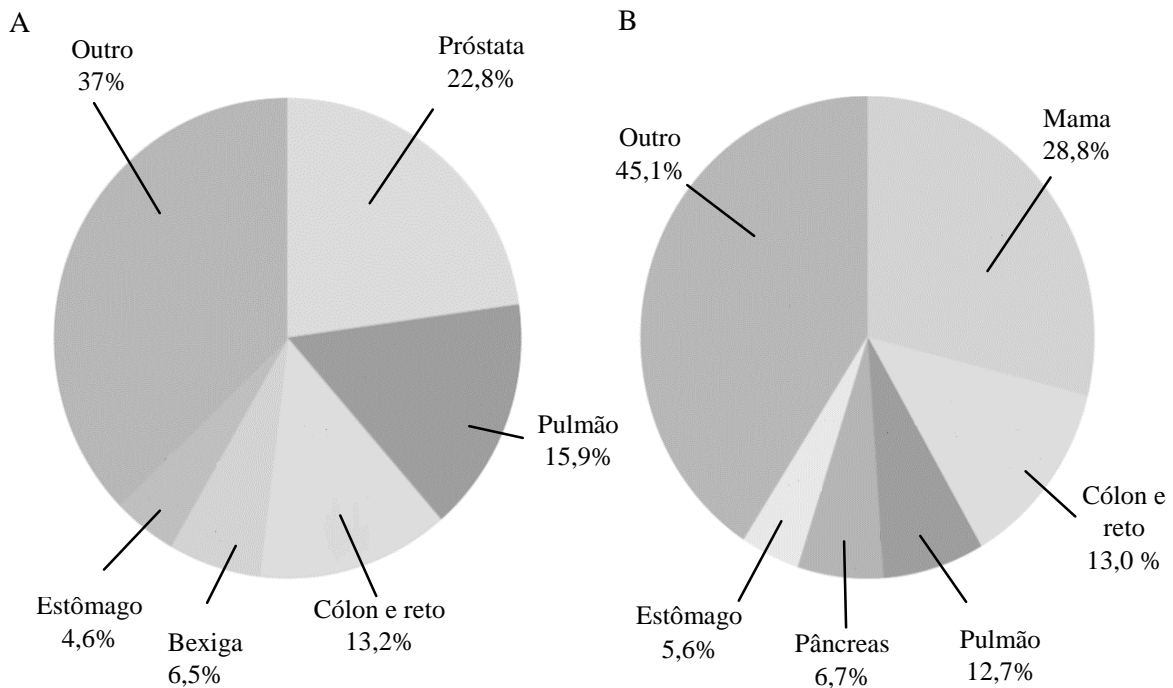 A
Outro
37%
Próstata
22,8%
Pulmão
15,9%
Cólon e reto
13,2%
Bexiga
6,5%
Estômago
4,6%
B
Outro
45,1%
Mama
28,8%
Cólon e
reto
13,0 %
Pulmão
12,7%
Pâncreas
6,7%
Estômago
5,6%